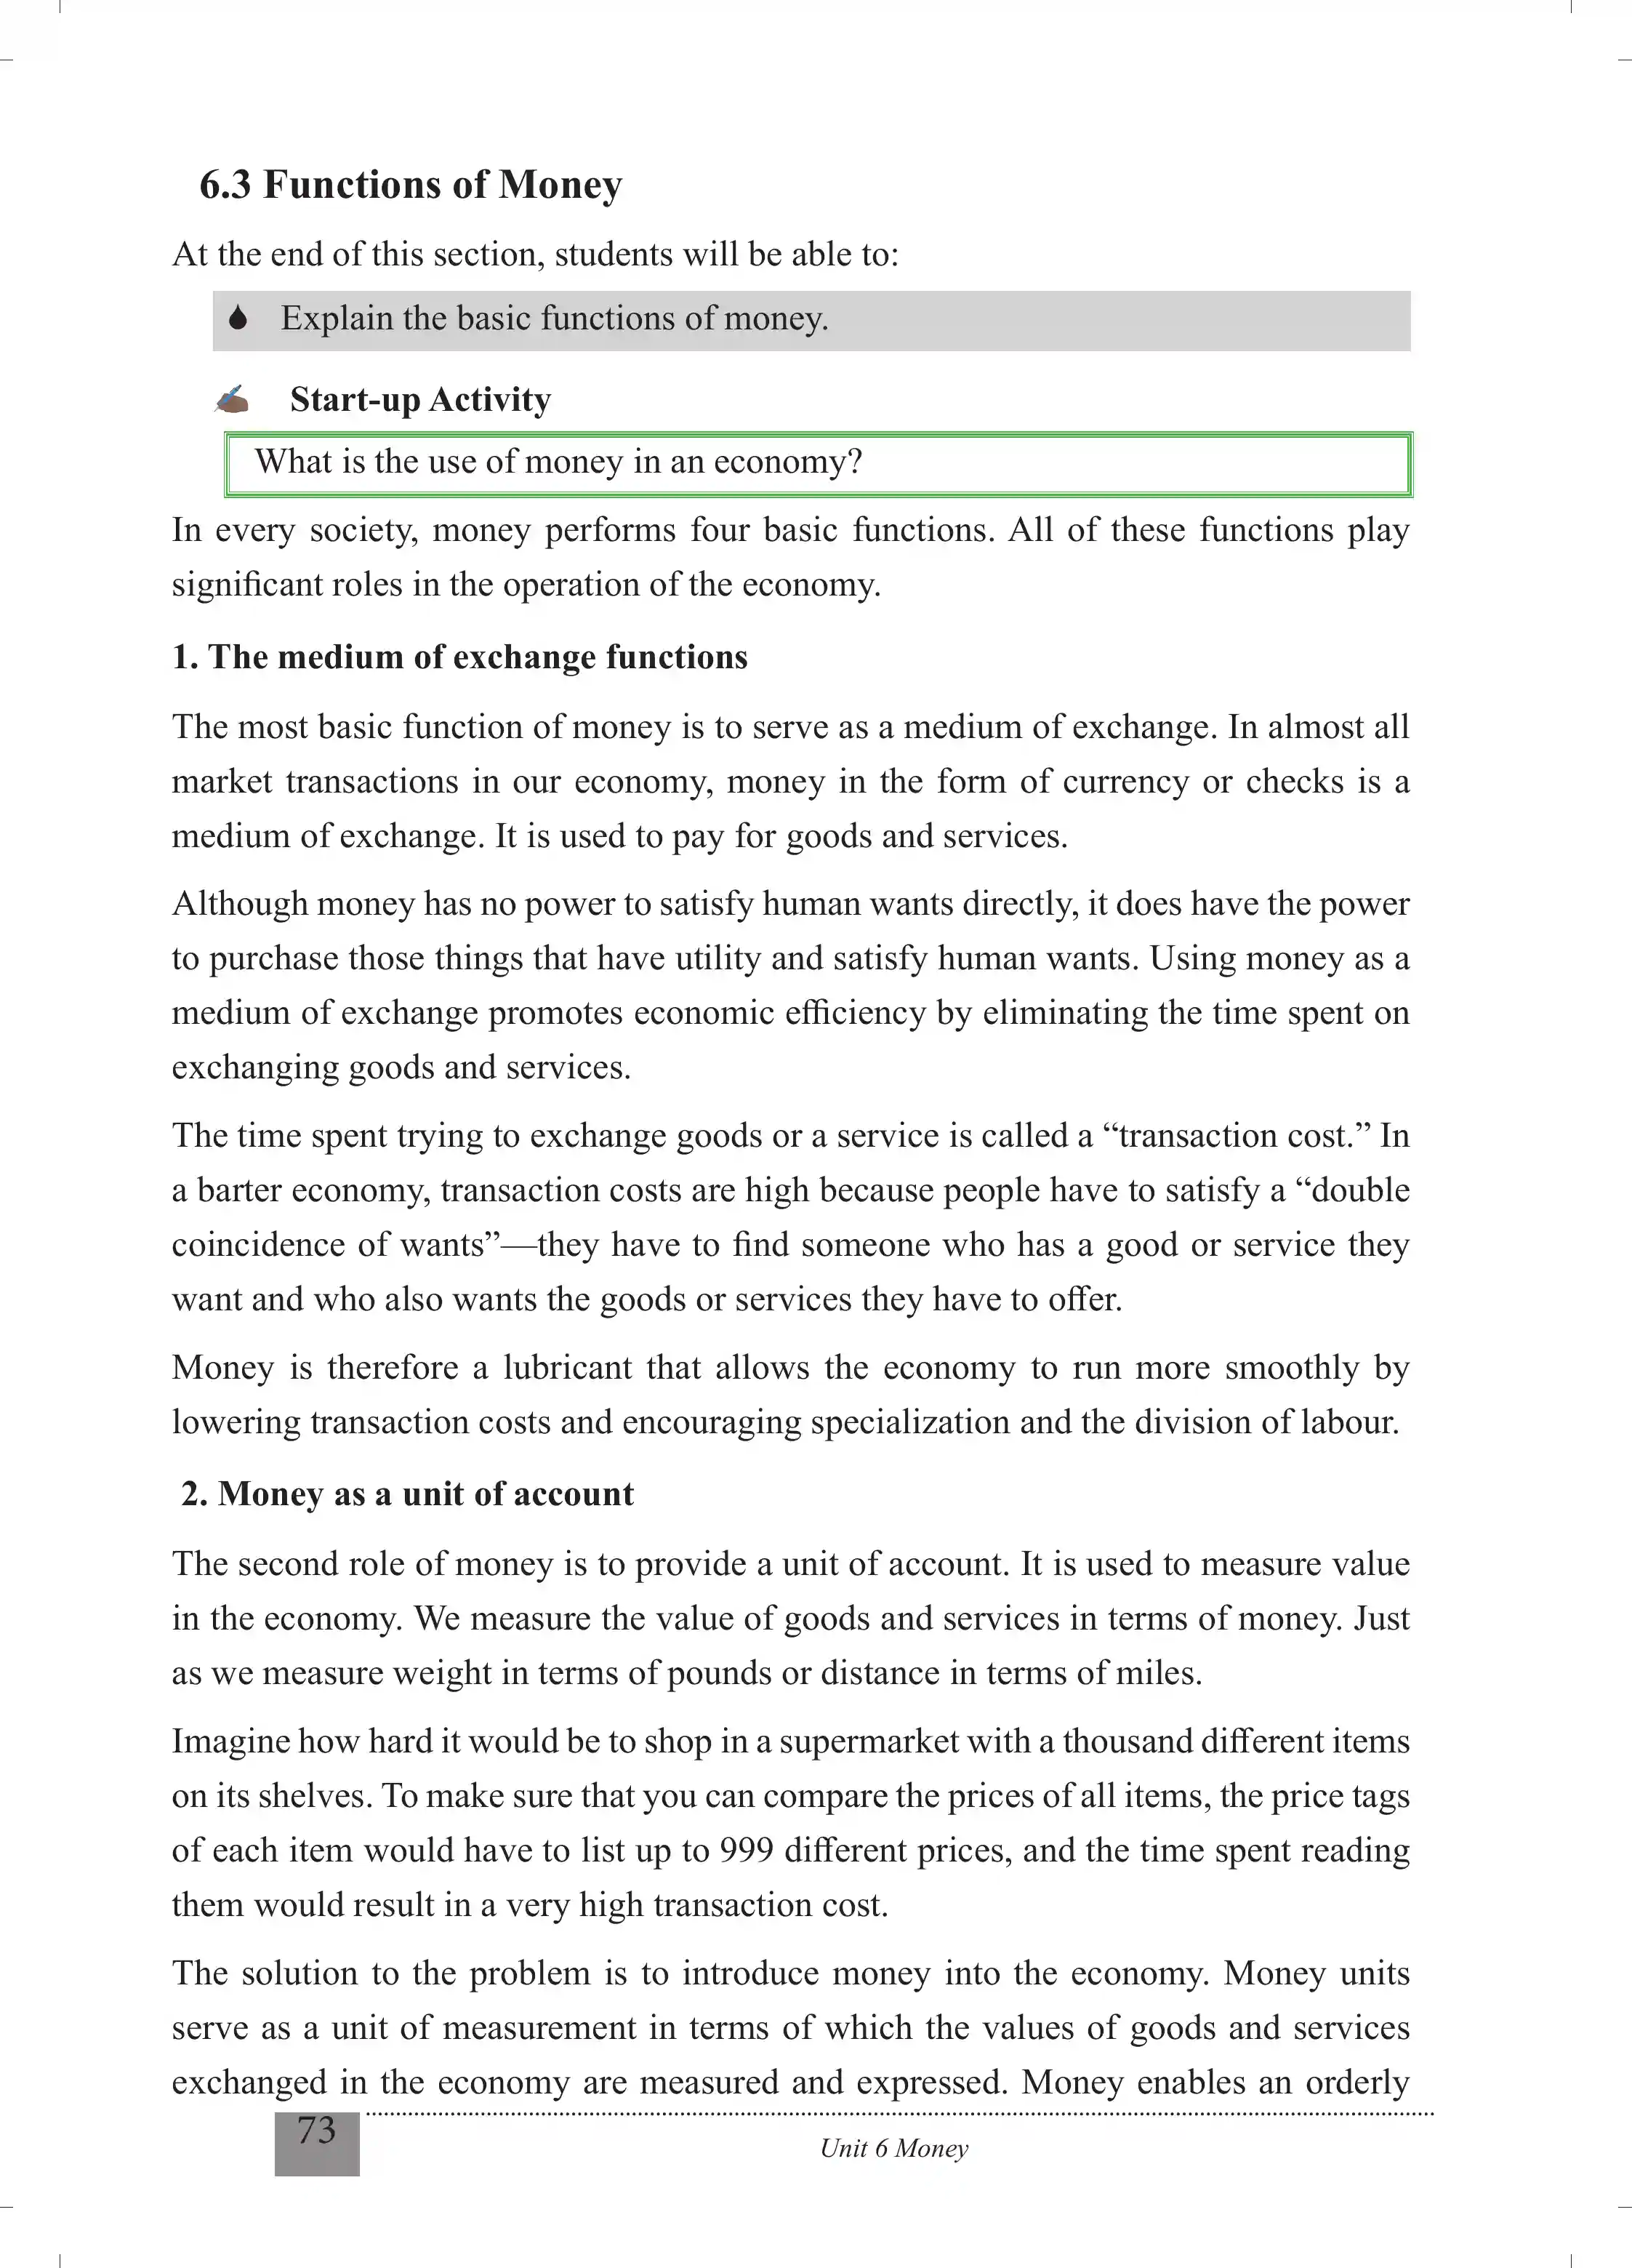 6.3 Functions of Money
At the end of this section, students will be able to:
Explain the basic functions of money.
Start-up Activity
What is the use of money in an economy?
In every society, money performs four basic functions. All of these functions play
significant roles in the operation of the economy.
1. The medium of exchange functions
The most basic function of money is to serve as a medium of exchange. In almost all
market transactions in our economy, money in the form of currency or checks is a
medium of exchange. It is used to pay for goods and services.
Although money has no power to satisfy human wants directly, it does have the power
to purchase those things that have utility and satisfy human wants. Using money as a
medium of exchange promotes economic efficiency by eliminating the time spent on
exchanging goods and services.
The time spent trying to exchange goods or a service is called a “transaction cost.” In
a barter economy, transaction costs are high because people have to satisfy a “double
coincidence of wants”—they have to find someone who has a good or service they
want and who also wants the goods or services they have to offer.
Money is therefore a lubricant that allows the economy to run more smoothly by
lowering transaction costs and encouraging specialization and the division of labour.
2. Money as a unit of account
The second role of money is to provide a unit of account. It is used to measure value
in the economy. We measure the value of goods and services in terms of money. Just
as we measure weight in terms of pounds or distance in terms of miles.
Imagine how hard it would be to shop in a supermarket with a thousand different items
on its shelves. To make sure that you can compare the prices of all items, the price tags
of each item would have to list up to 999 different prices, and the time spent reading
them would result in a very high transaction cost.
The solution to the problem is to introduce money into the economy. Money units
serve as a unit of measurement in terms of which the values of goods and services
exchanged in the economy are measured and expressed. Money enables an orderly
73
Unit 6 Money